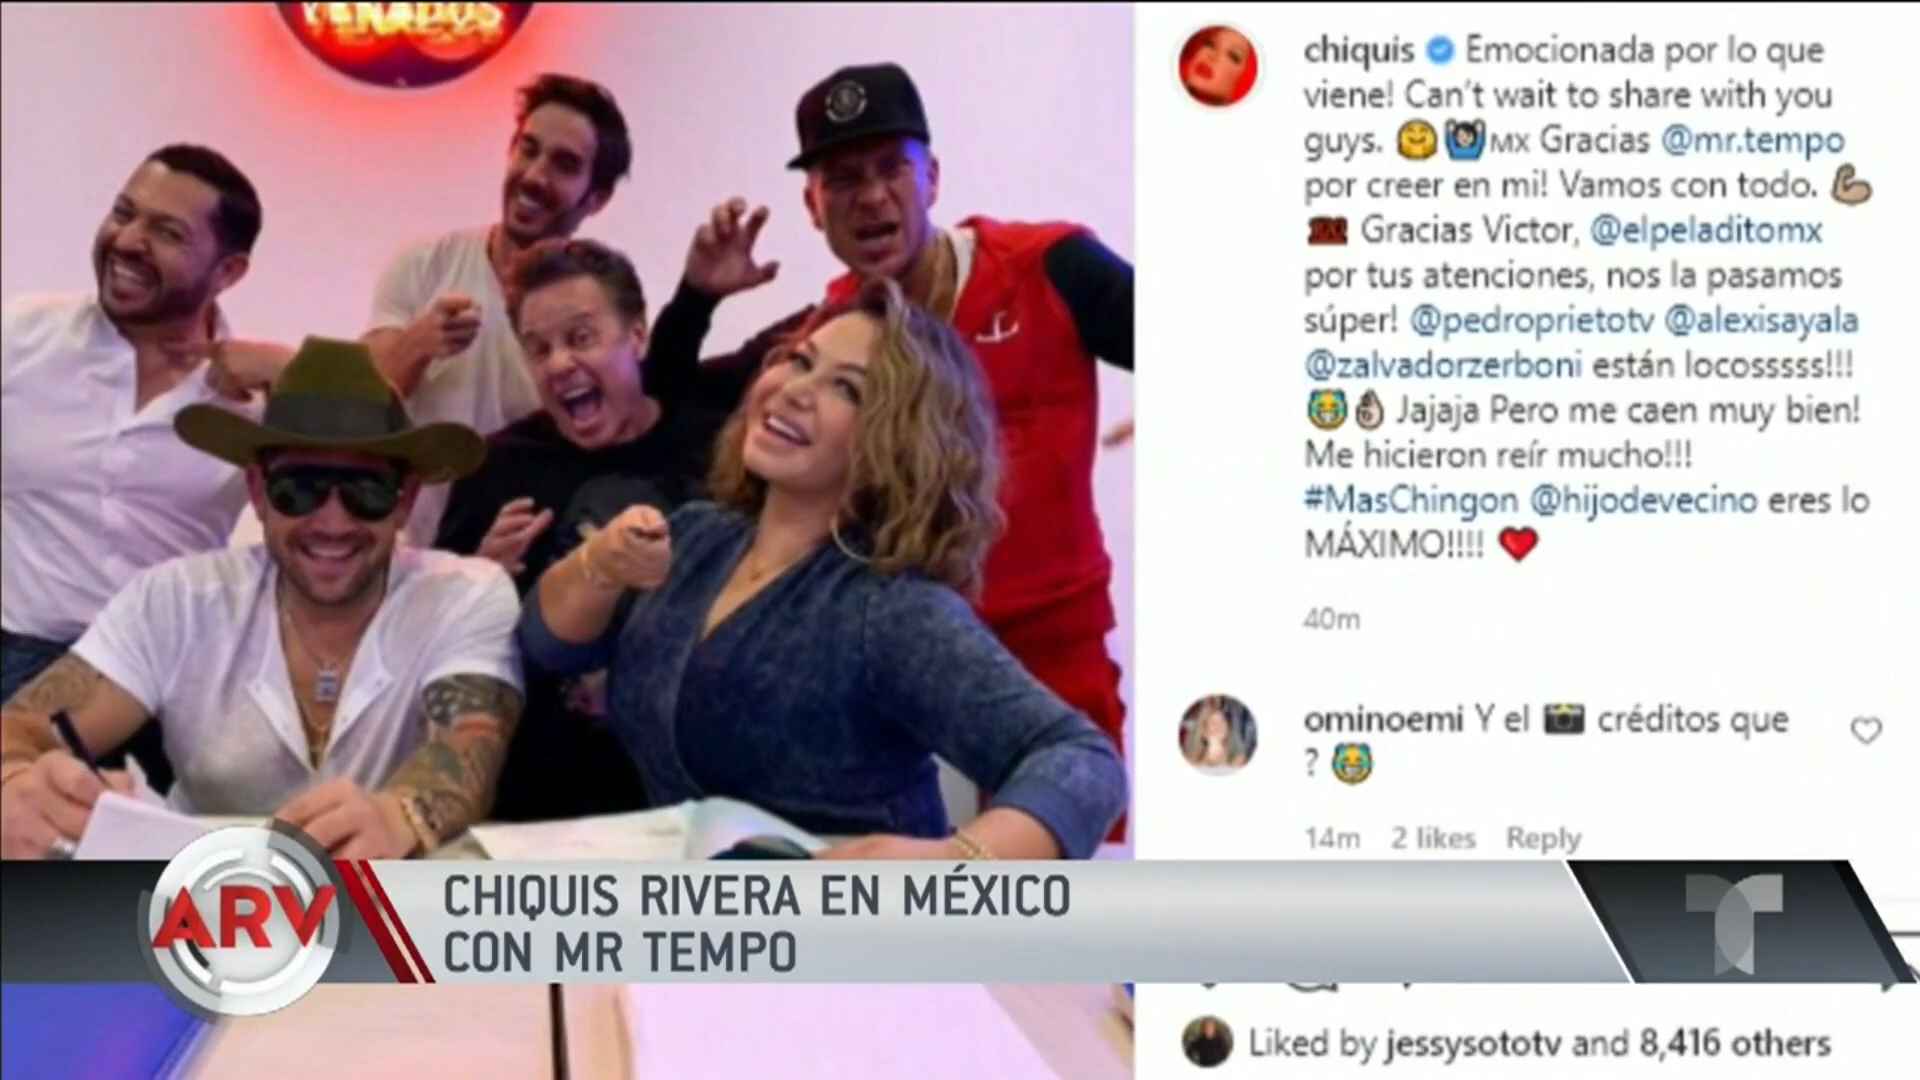 VENADOS
chiquis Emocionada por lo que
viene! Can't wait to share with you
guys. 🤗🙆🏻MX Gracias @mr.tempo
por creer en mi! Vamos con todo. 💪🏼
💯 Gracias Victor, @elpeladitomx
por tus atenciones, nos la pasamos
súper! @pedroprietotv @alexisayala
@zalvadorzerboni están locosssss!!!
😂👌🏼 Jajaja Pero me caen muy bien!
Me hicieron reír mucho!!!
#MasChingon @hijodevecino eres lo
MÁXIMO!!!! ❤️
40m
ominoemi Y el 📷 créditos que
? 😂
14m 2 likes Reply
ARV
CHIQUIS RIVERA EN MÉXICO
CON MR TEMPO
T
Liked by jessysototv and 8,416 others